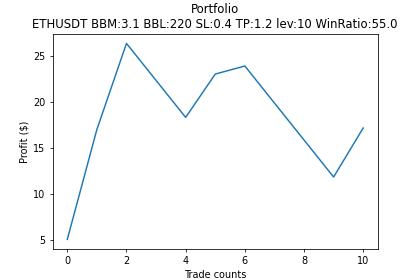 Portfolio
ETHUSDT BBM:3.1 BBL:220 SL:0.4 TP:1.2 lev:10 WinRatio:55.0
25
20
15
10
5
Profit ($)
0 2 4 6 8 10
Trade counts